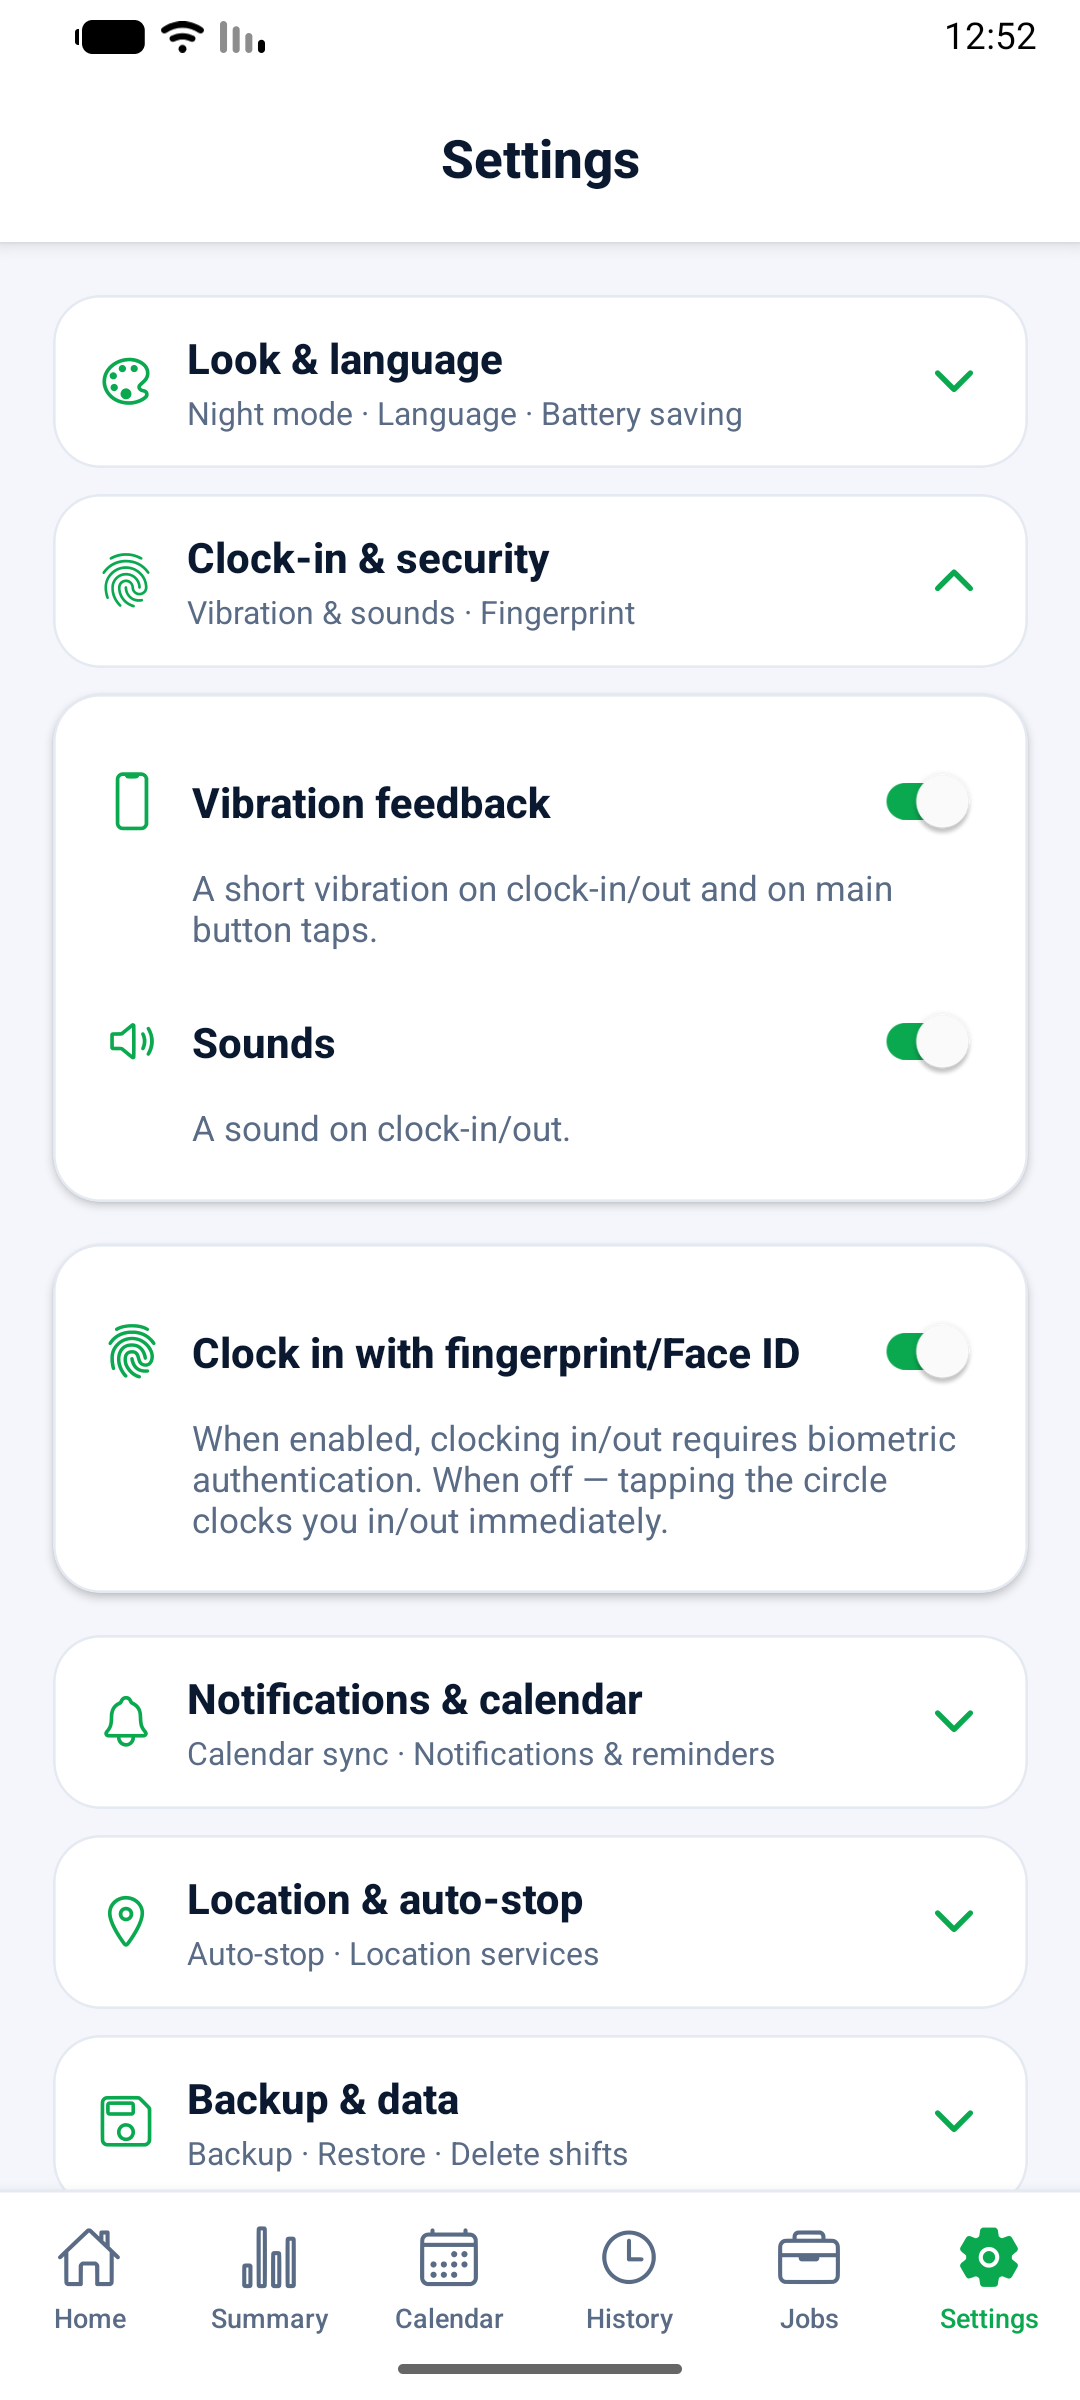 12:52
Settings
Look & language
Night mode · Language · Battery saving
Clock-in & security
Vibration & sounds · Fingerprint
Vibration feedback
A short vibration on clock-in/out and on main
button taps.
Sounds
A sound on clock-in/out.
Clock in with fingerprint/Face ID
When enabled, clocking in/out requires biometric
authentication. When off — tapping the circle
clocks you in/out immediately.
Notifications & calendar
Calendar sync · Notifications & reminders
Location & auto-stop
Auto-stop · Location services
Backup & data
Backup · Restore · Delete shifts
Home
Summary
Calendar
History
Jobs
Settings